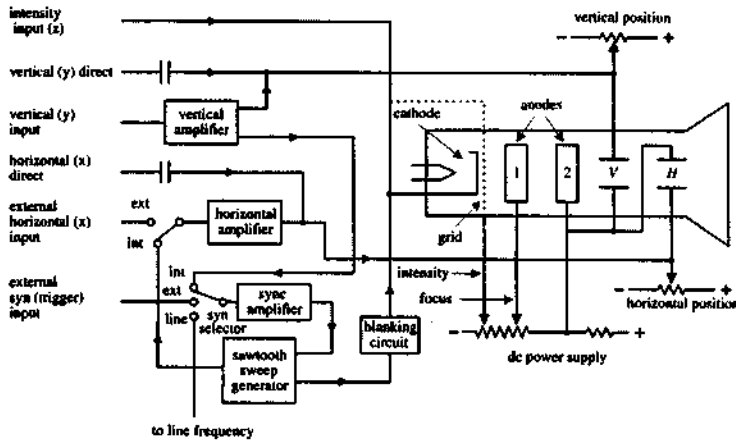 intensity
input (z)
vertical position
− +
vertical (y) direct
vertical (y)
input
vertical
amplifier
anodes
cathode
horizontal (x)
direct
1
2
V
H
ext
external
horizontal (x)
input
horizontal
amplifier
grid
int
intensity
int
external
syn (trigger)
input
ext
line
syn
selector
sync
amplifier
focus
− +
horizontal position
blanking
circuit
− +
dc power supply
sawtooth
sweep
generator
to line frequency